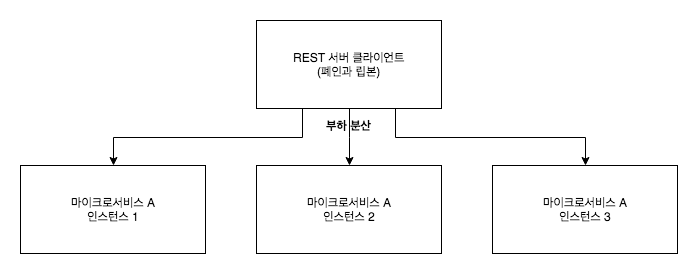 REST 서버 클라이언트
(페인과 립본)
부하 분산
마이크로서비스 A
인스턴스 1
마이크로서비스 A
인스턴스 2
마이크로서비스 A
인스턴스 3